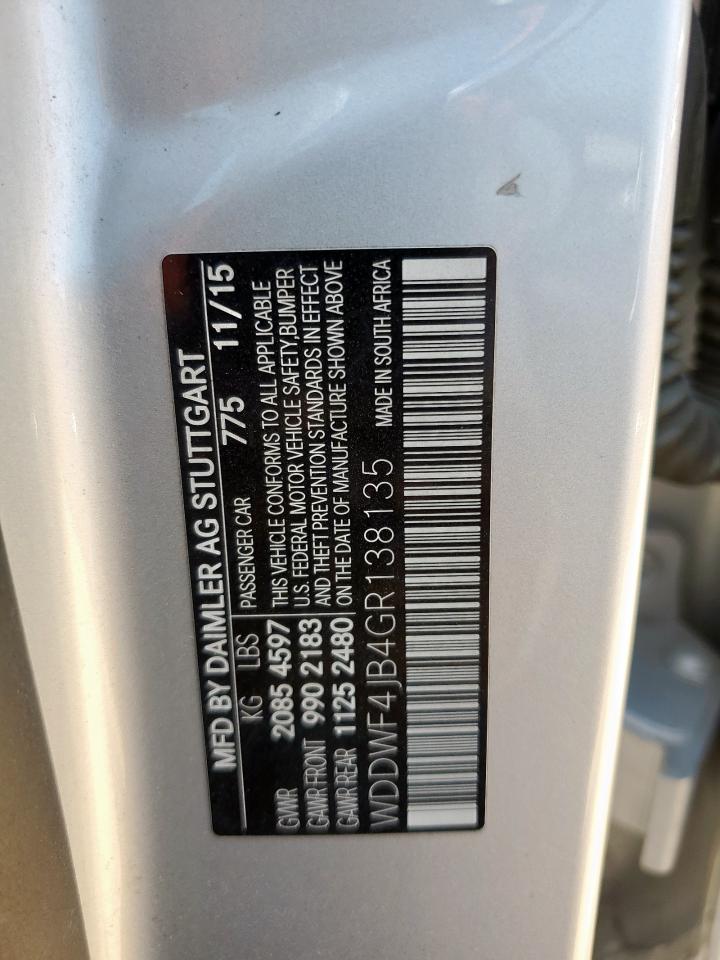 MFD BY DAIMLER AG STUTTGART
KG LBS PASSENGER CAR 775 11/15
GVWR 2085 4597 THIS VEHICLE CONFORMS TO ALL APPLICABLE
GAWR FRONT 990 2183 U.S. FEDERAL MOTOR VEHICLE SAFETY,BUMPER
AND THEFT PREVENTION STANDARDS IN EFFECT
GAWR REAR 1125 2480 ON THE DATE OF MANUFACTURE SHOWN ABOVE
WDDWF4JB4GR138135 MADE IN SOUTH AFRICA